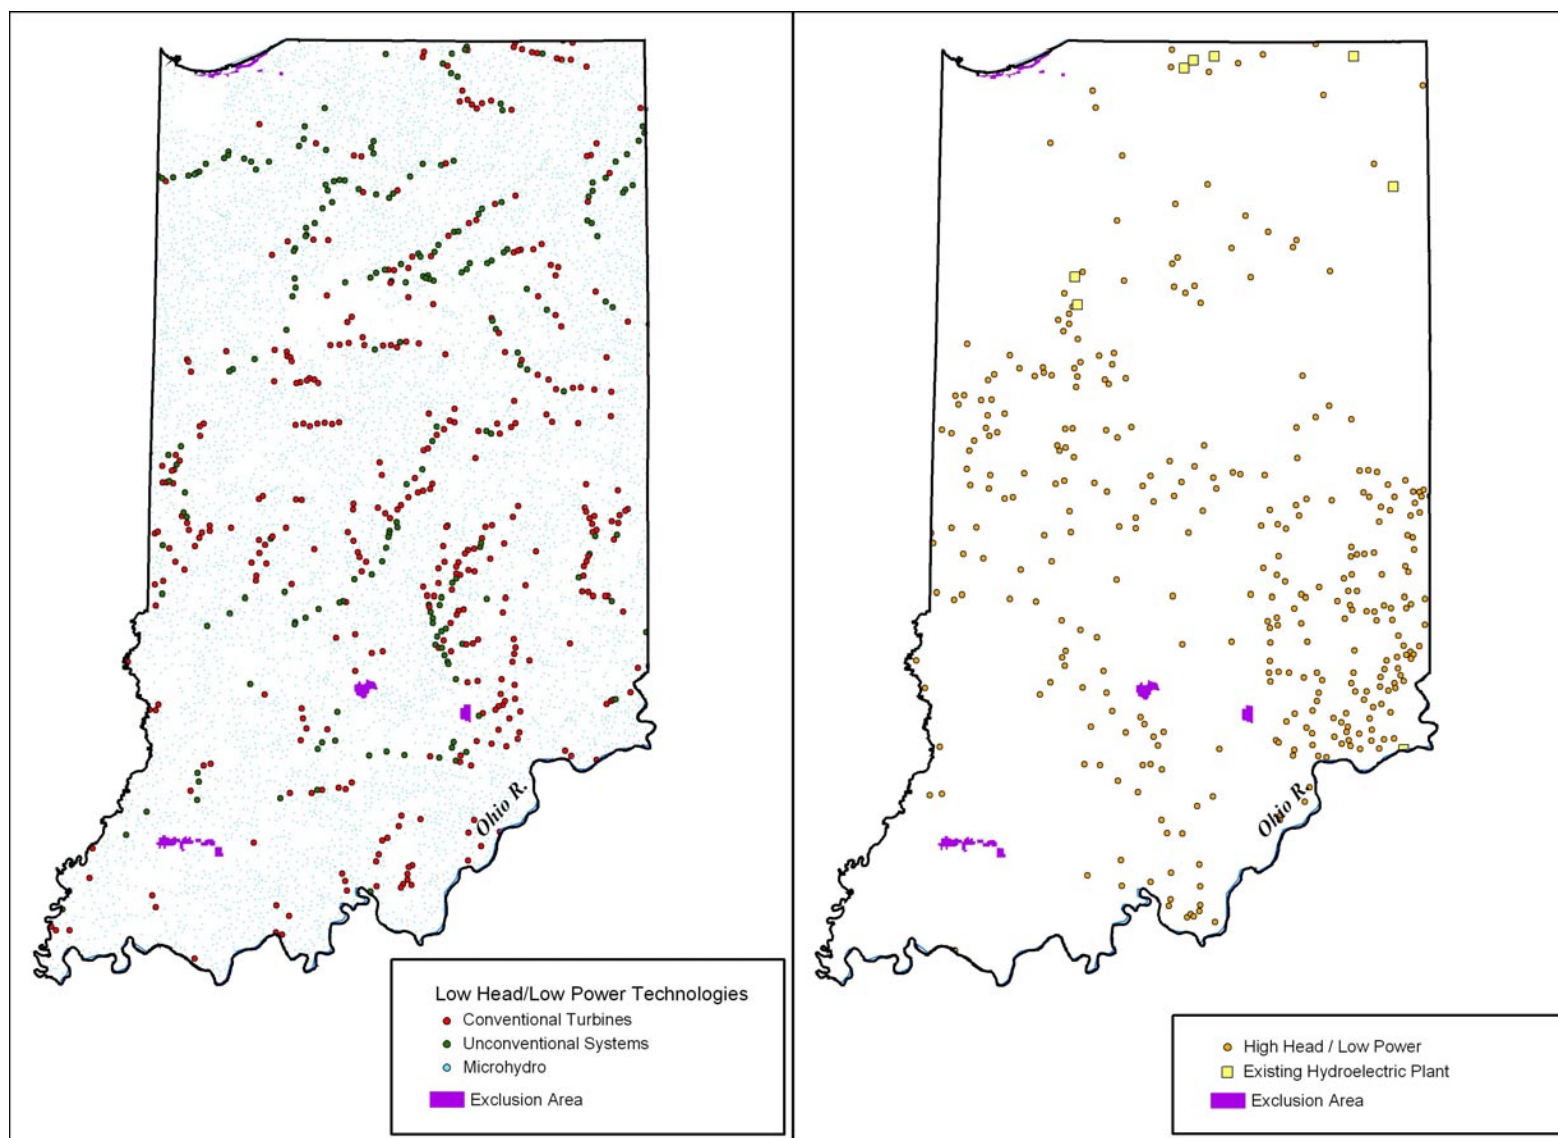 Ohio R.
Low Head/Low Power Technologies
Conventional Turbines
Unconventional Systems
Microhydro
Exclusion Area
Ohio R.
High Head / Low Power
Existing Hydroelectric Plant
Exclusion Area